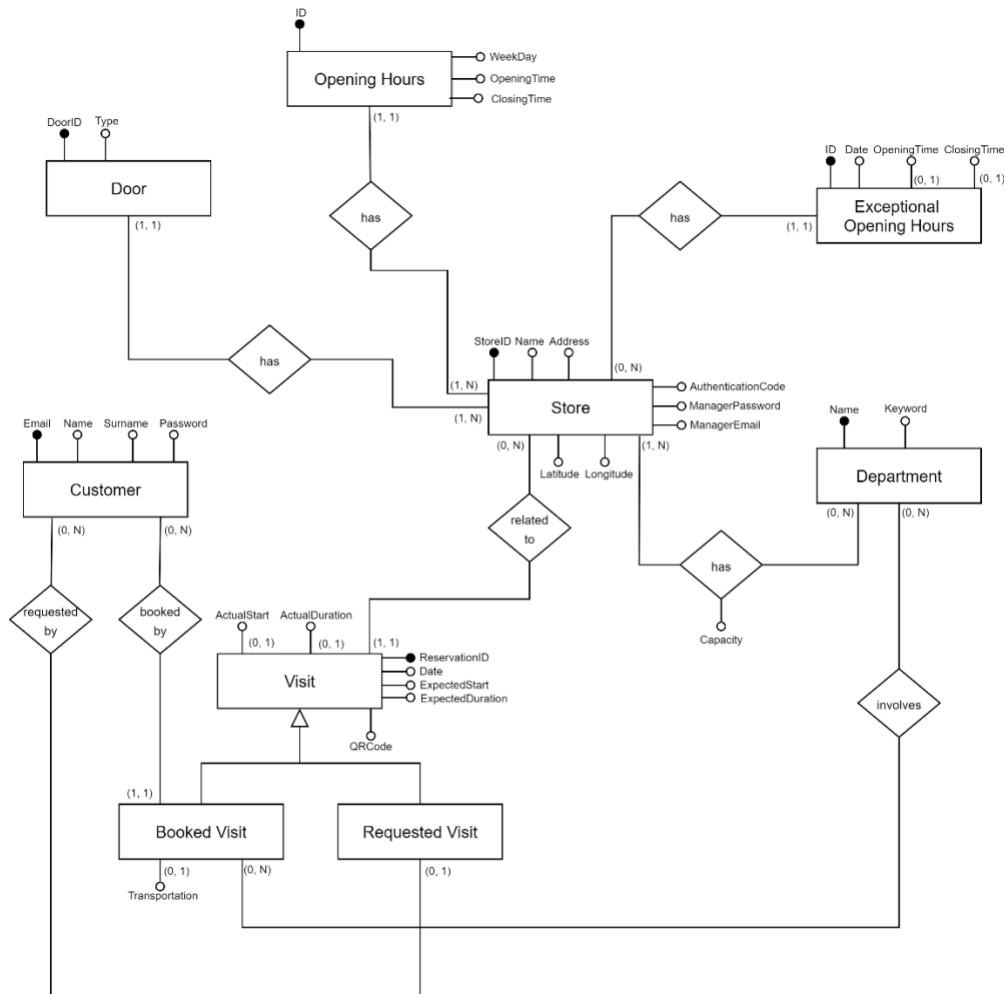 ID
WeekDay
Opening Hours
OpeningTime
ClosingTime
(1, 1)
DoorID
Type
Door
(1, 1)
has
ID
Date
OpeningTime
ClosingTime
(0, 1)
(0, 1)
Exceptional
Opening Hours
(1, 1)
has
has
StoreID
Name
Address
(0, N)
(1, N)
(1, N)
Store
AuthenticationCode
ManagerPassword
ManagerEmail
(0, N)
(1, N)
Latitude
Longitude
Email
Name
Surname
Password
Customer
(0, N)
(0, N)
Name
Keyword
Department
(0, N)
(0, N)
related
to
has
Capacity
requested
by
booked
by
ActualStart
ActualDuration
(0, 1)
(0, 1)
(1, 1)
Visit
ReservationID
Date
ExpectedStart
ExpectedDuration
QRCode
involves
(1, 1)
Booked Visit
Requested Visit
(0, 1)
(0, N)
(0, 1)
Transportation